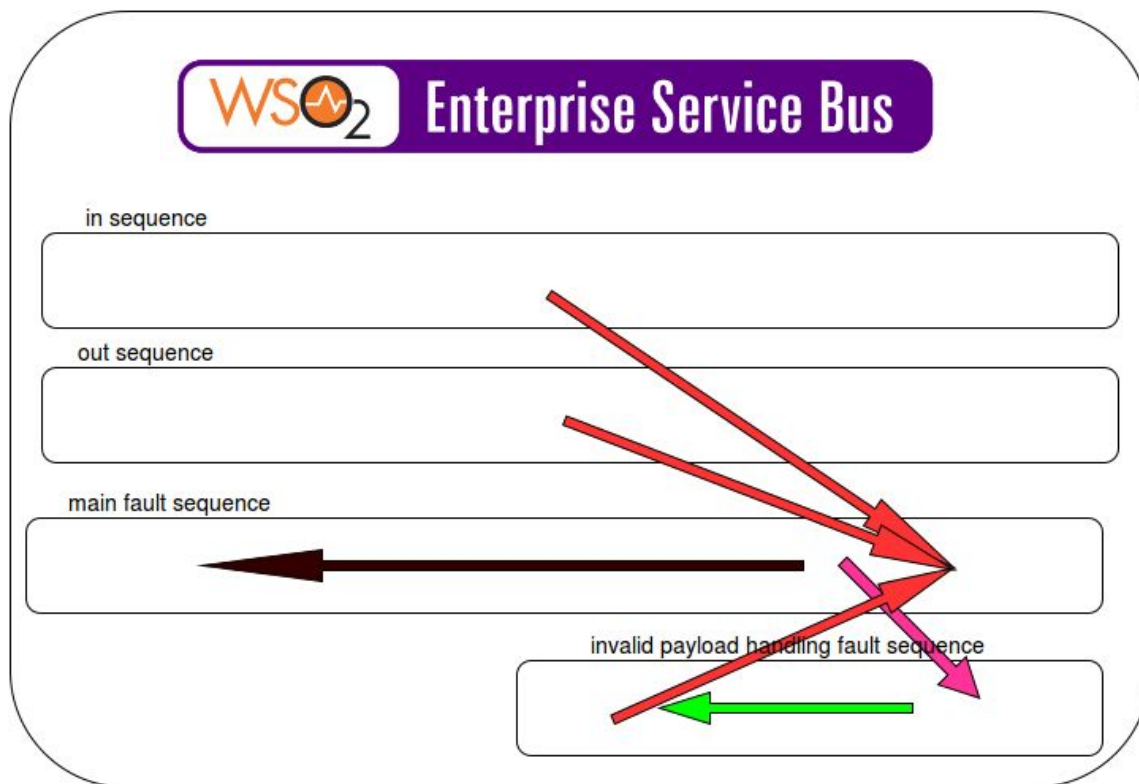 WSO2 Enterprise Service Bus
in sequence
out sequence
main fault sequence
invalid payload handling fault sequence